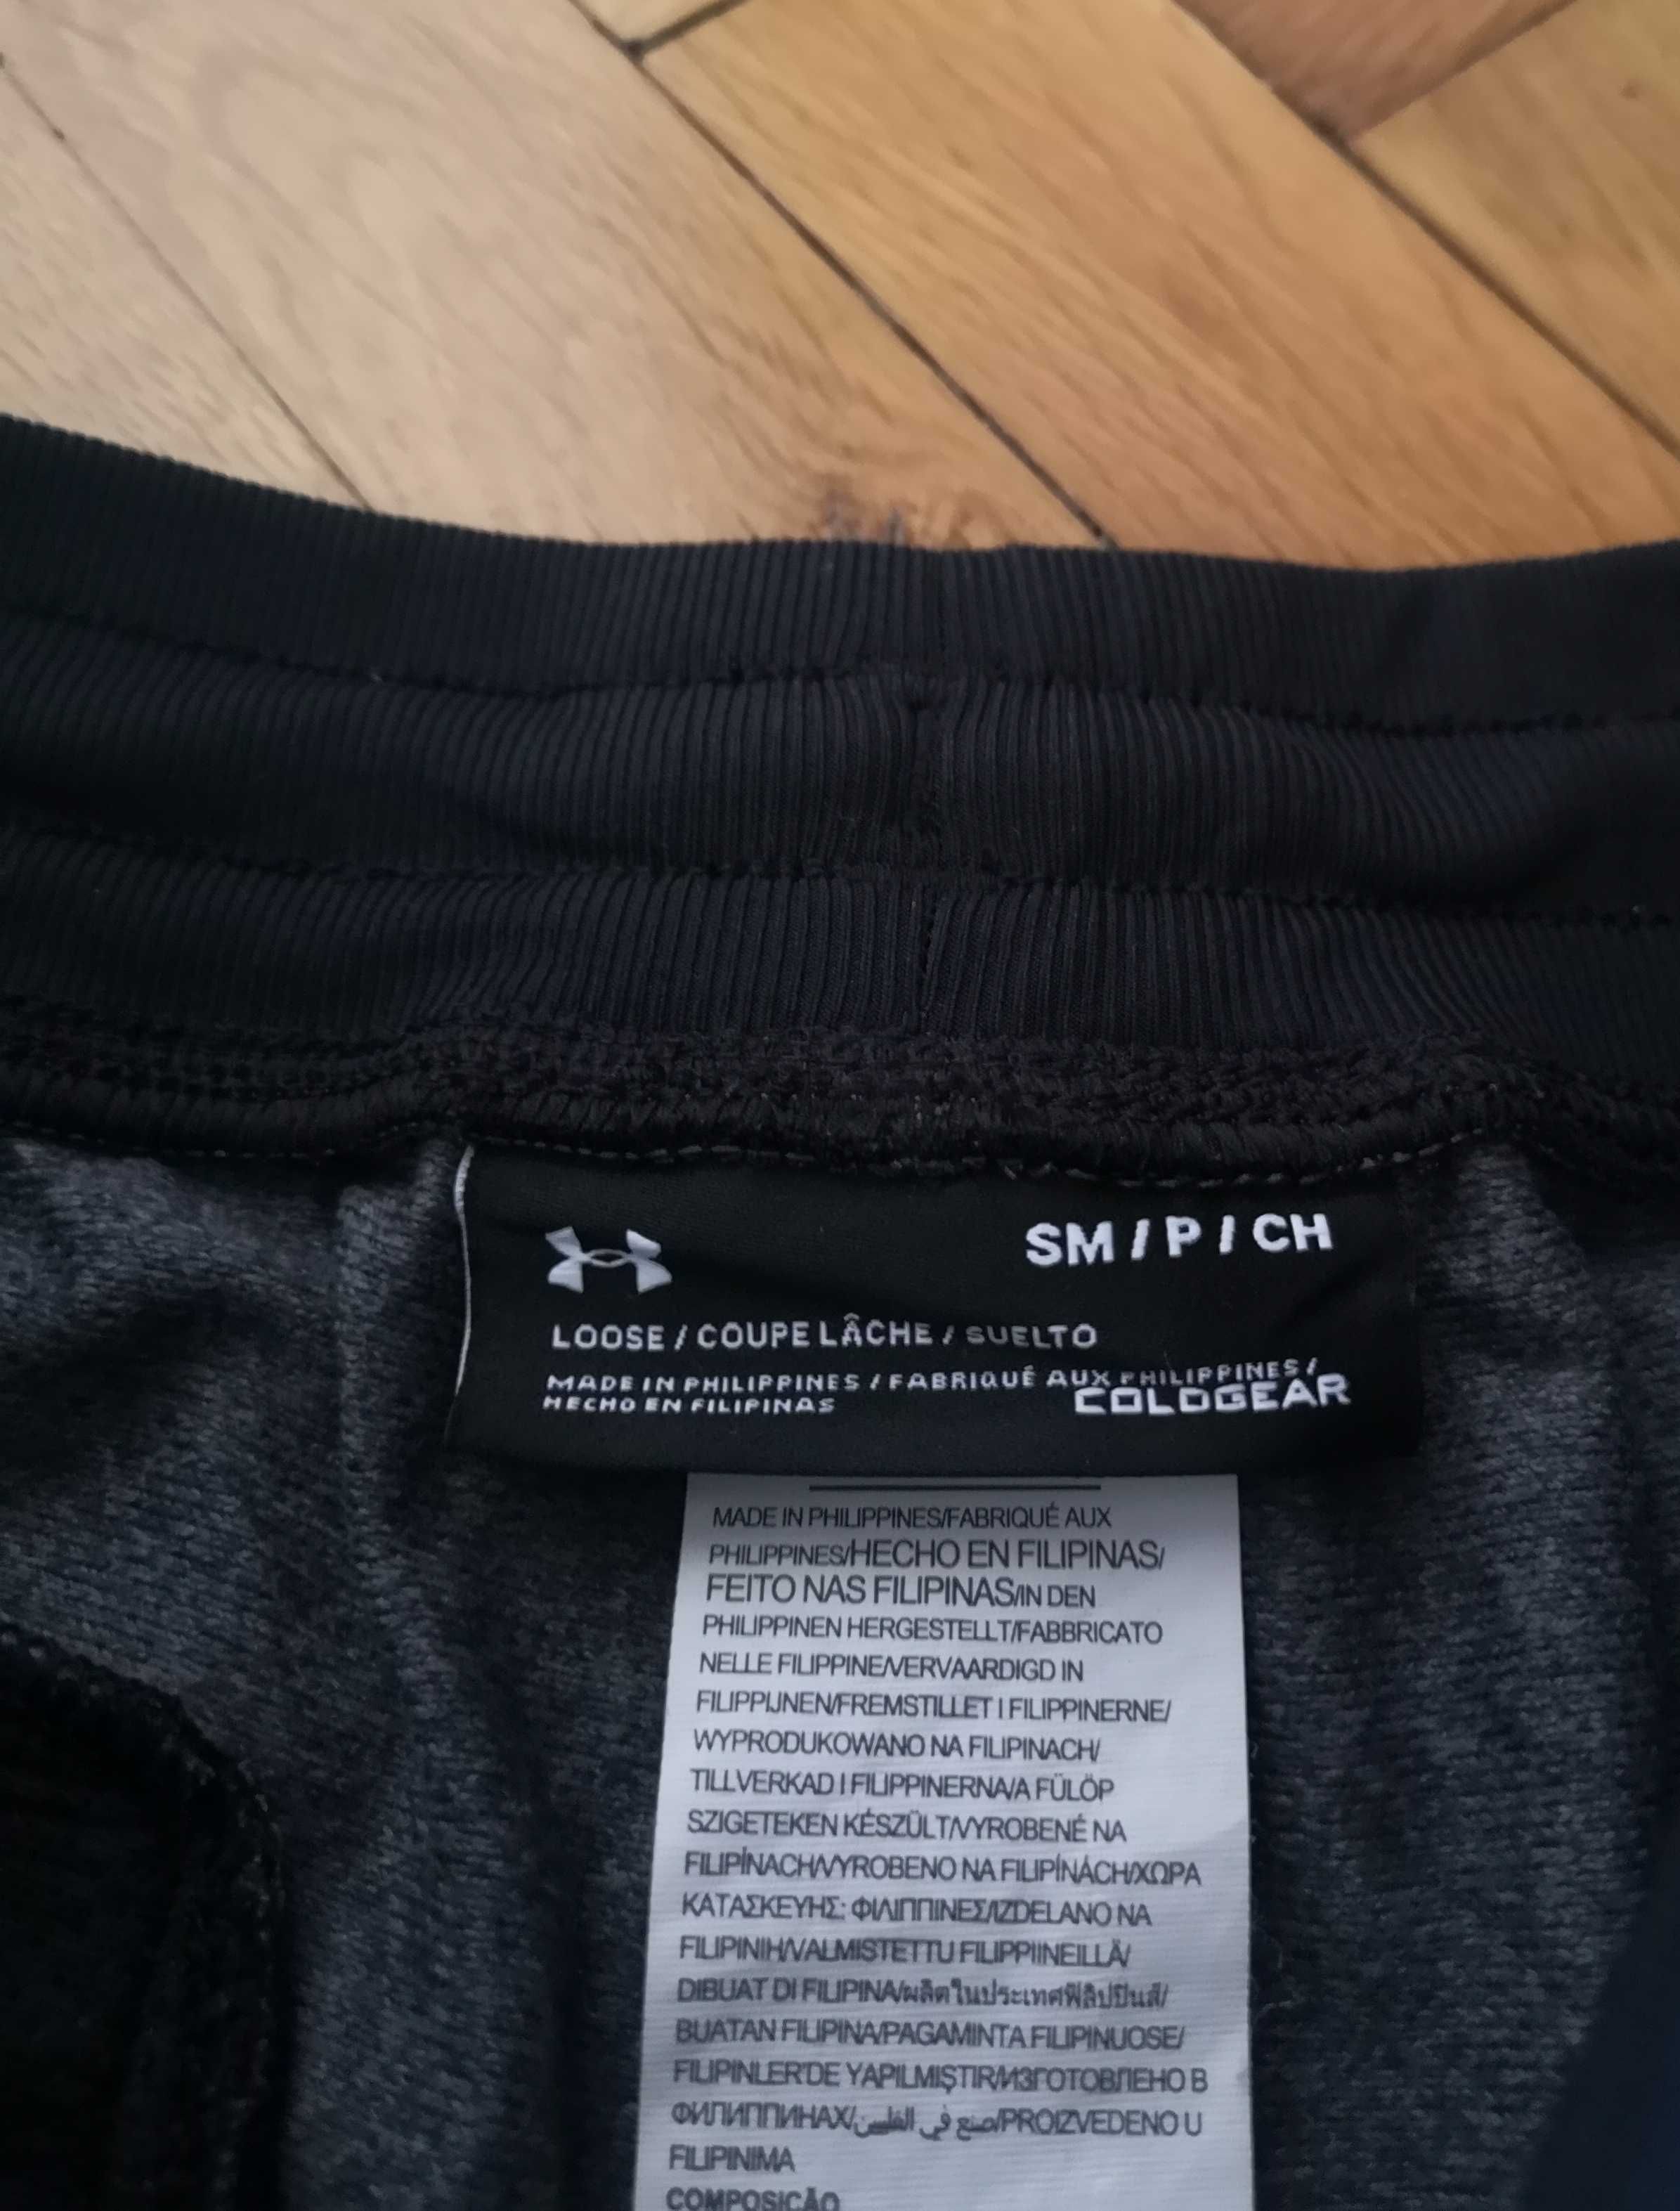 SM / P / CH
LOOSE / COUPE LÂCHE / SUELTO
MADE IN PHILIPPINES / FABRIQUÉ AUX PHILIPPINES /
HECHO EN FILIPINAS
COLDGEAR
MADE IN PHILIPPINES/FABRIQUÉ AUX
PHILIPPINES/HECHO EN FILIPINAS/
FEITO NAS FILIPINAS/IN DEN
PHILIPPINEN HERGESTELLT/FABBRICATO
NELLE FILIPPINE/VERVAARDIGD IN
FILIPPIJNEN/FREMSTILLET I FILIPPINERNE/
WYPRODUKOWANO NA FILIPINACH/
TILLVERKAD I FILIPPINERNA/A FÜLÖP
SZIGETEKEN KÉSZÜLT/VYROBENÉ NA
FILIPÍNACH/VYROBENO NA FILIPÍNÁCH/ΧΩΡΑ
ΚΑΤΑΣΚΕΥΗΣ: ΦΙΛΙΠΠΙΝΕΣ/IZDELANO NA
FILIPINIH/VALMISTETTU FILIPPIINEILLÄ/
DIBUAT DI FILIPINA/ผลิตในประเทศฟิลิปปินส์/
BUATAN FILIPINA/PAGAMINTA FILIPINUOSE/
FILIPINLER'DE YAPILMIŞTIR/ИЗГОТОВЛЕНО В
ФИЛИППИНАХ/صنع في الفلبين/PROIZVEDENO U
FILIPINIMA
COMPOSIÇÃO